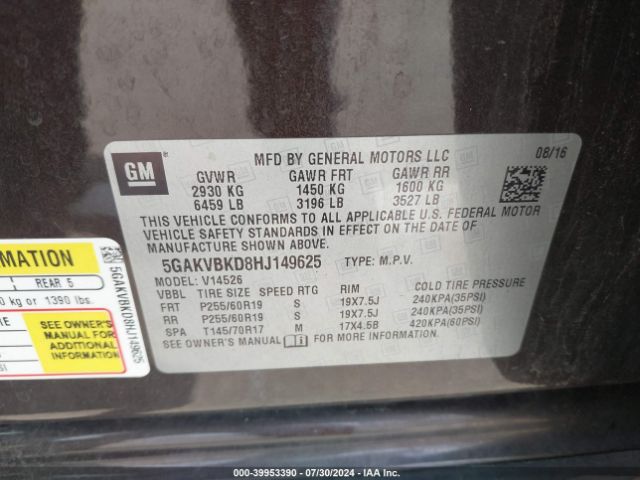 GM
MFD BY GENERAL MOTORS LLC
08/16
GVWR GAWR FRT GAWR RR
2930 KG 1450 KG 1600 KG
6459 LB 3196 LB 3527 LB
THIS VEHICLE CONFORMS TO ALL APPLICABLE U.S. FEDERAL MOTOR
VEHICLE SAFETY STANDARDS IN EFFECT ON THE DATE OF
MANUFACTURE SHOWN ABOVE.
5GAKVBKD8HJ149625 TYPE: M.P.V.
MODEL: V14526
VBBL TIRE SIZE SPEED RTG RIM COLD TIRE PRESSURE
FRT P255/60R19 S 19X7.5J 240KPA(35PSI)
RR P255/60R19 S 19X7.5J 240KPA(35PSI)
SPA T145/70R17 M 17X4.5B 420KPA(60PSI)
SEE OWNER'S MANUAL FOR MORE INFORMATION.
MATION
REAR 5
kg or 1390 lbs.
SEE OWNER'S
MANUAL FOR
ADDITIONAL
INFORMATION
5GAKVBKD8HJ149625
000-39953390 - 07/30/2024 - IAA Inc.